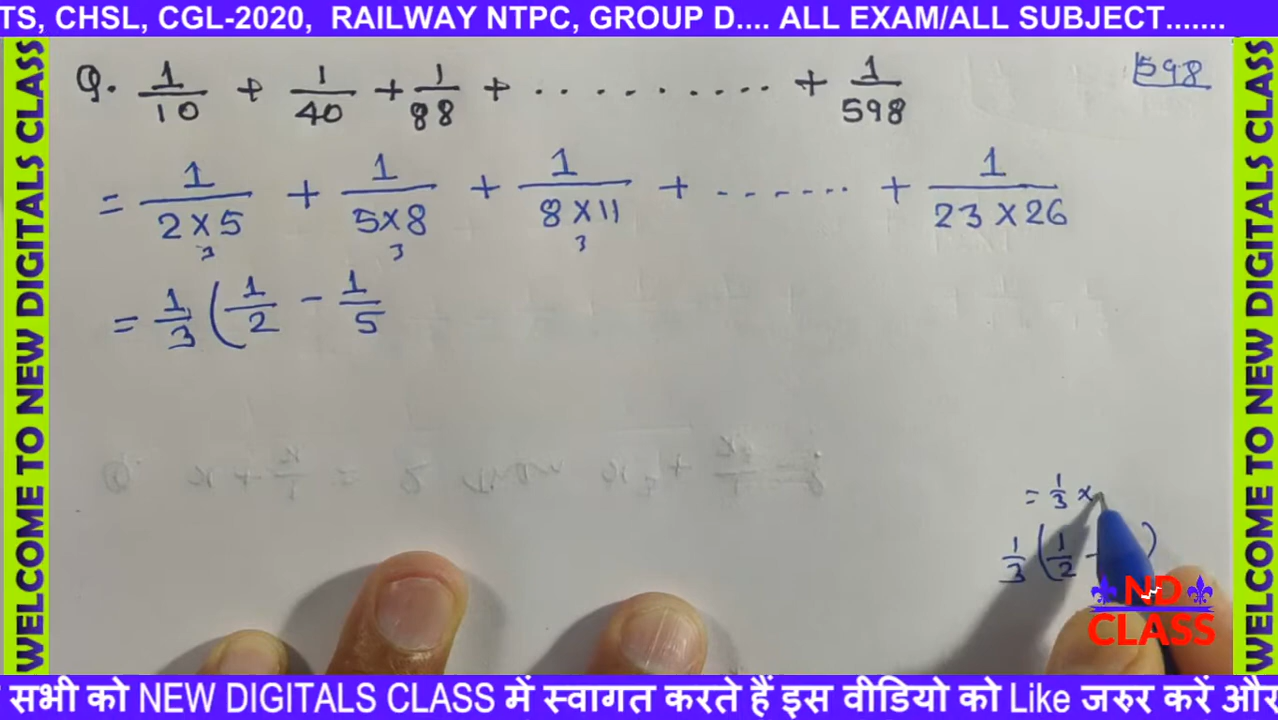 TS, CHSL, CGL-2020, RAILWAY NTPC, GROUP D.... ALL EXAM/ALL SUBJECT.......
WELCOME TO NEW DIGITALS CLASS
Q. 1/10 + 1/40 + 1/88 + .......... + 1/598
598
= 1/2×5 + 1/5×8 + 1/8×11 + ....... + 1/23×26
3 3 3
= 1/3 (1/2 - 1/5
= 1/3 ×
1/3 (1/2 - )
ND
CLASS
WELCOME TO NEW DIGITALS CLASS
सभी को NEW DIGITALS CLASS में स्वागत करते हैं इस वीडियो को Like जरुर करें और